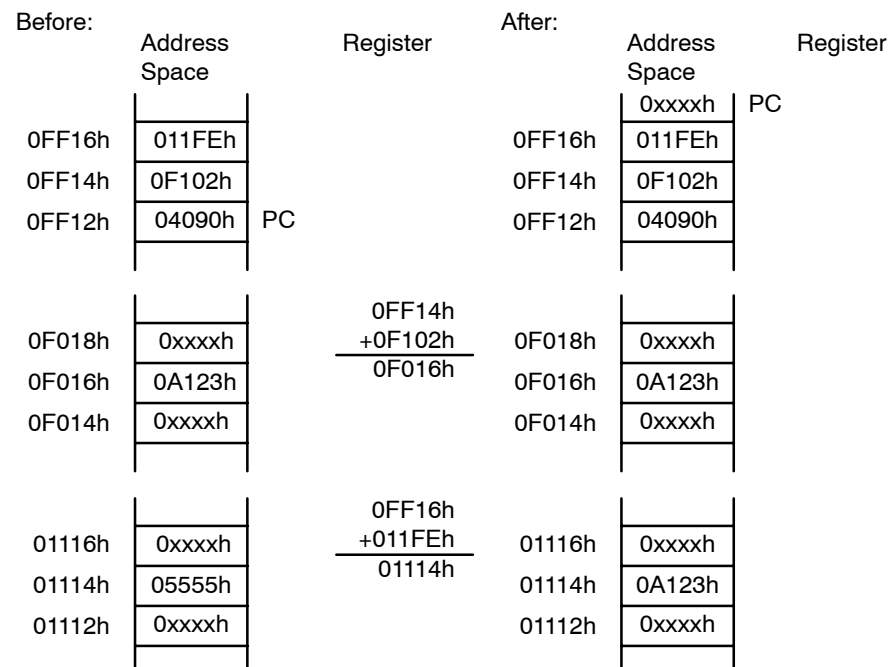 Before: After:
Address Register Address Register
Space Space
0xxxxh PC
0FF16h 011FEh 0FF16h 011FEh
0FF14h 0F102h 0FF14h 0F102h
0FF12h 04090h PC 0FF12h 04090h
0FF14h
0F018h 0xxxxh +0F102h 0F018h 0xxxxh
0F016h 0A123h 0F016h 0F016h 0A123h
0F014h 0xxxxh 0F014h 0xxxxh
0FF16h
01116h 0xxxxh +011FEh 01116h 0xxxxh
01114h 05555h 01114h 01114h 0A123h
01112h 0xxxxh 01112h 0xxxxh